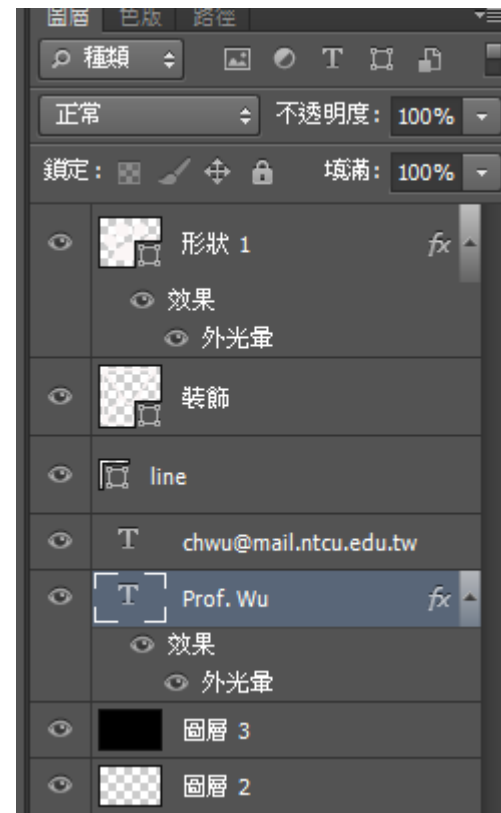 圖層 色版 路徑
種類
正常 不透明度: 100%
鎖定: 填滿: 100%
形狀 1 fx
效果
外光暈
裝飾
line
T chwu@mail.ntcu.edu.tw
T Prof. Wu fx
效果
外光暈
圖層 3
圖層 2